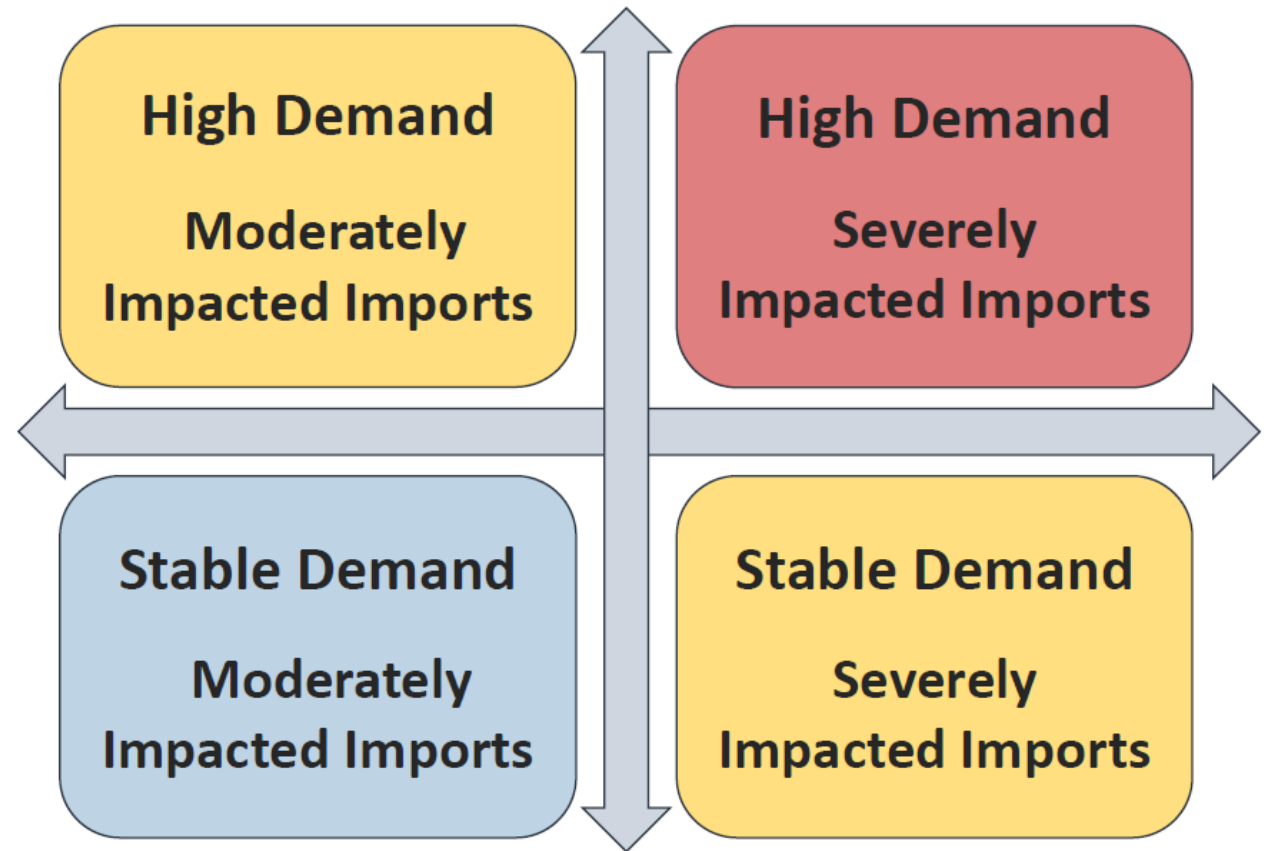 High Demand
Moderately
Impacted Imports
High Demand
Severely
Impacted Imports
Stable Demand
Moderately
Impacted Imports
Stable Demand
Severely
Impacted Imports